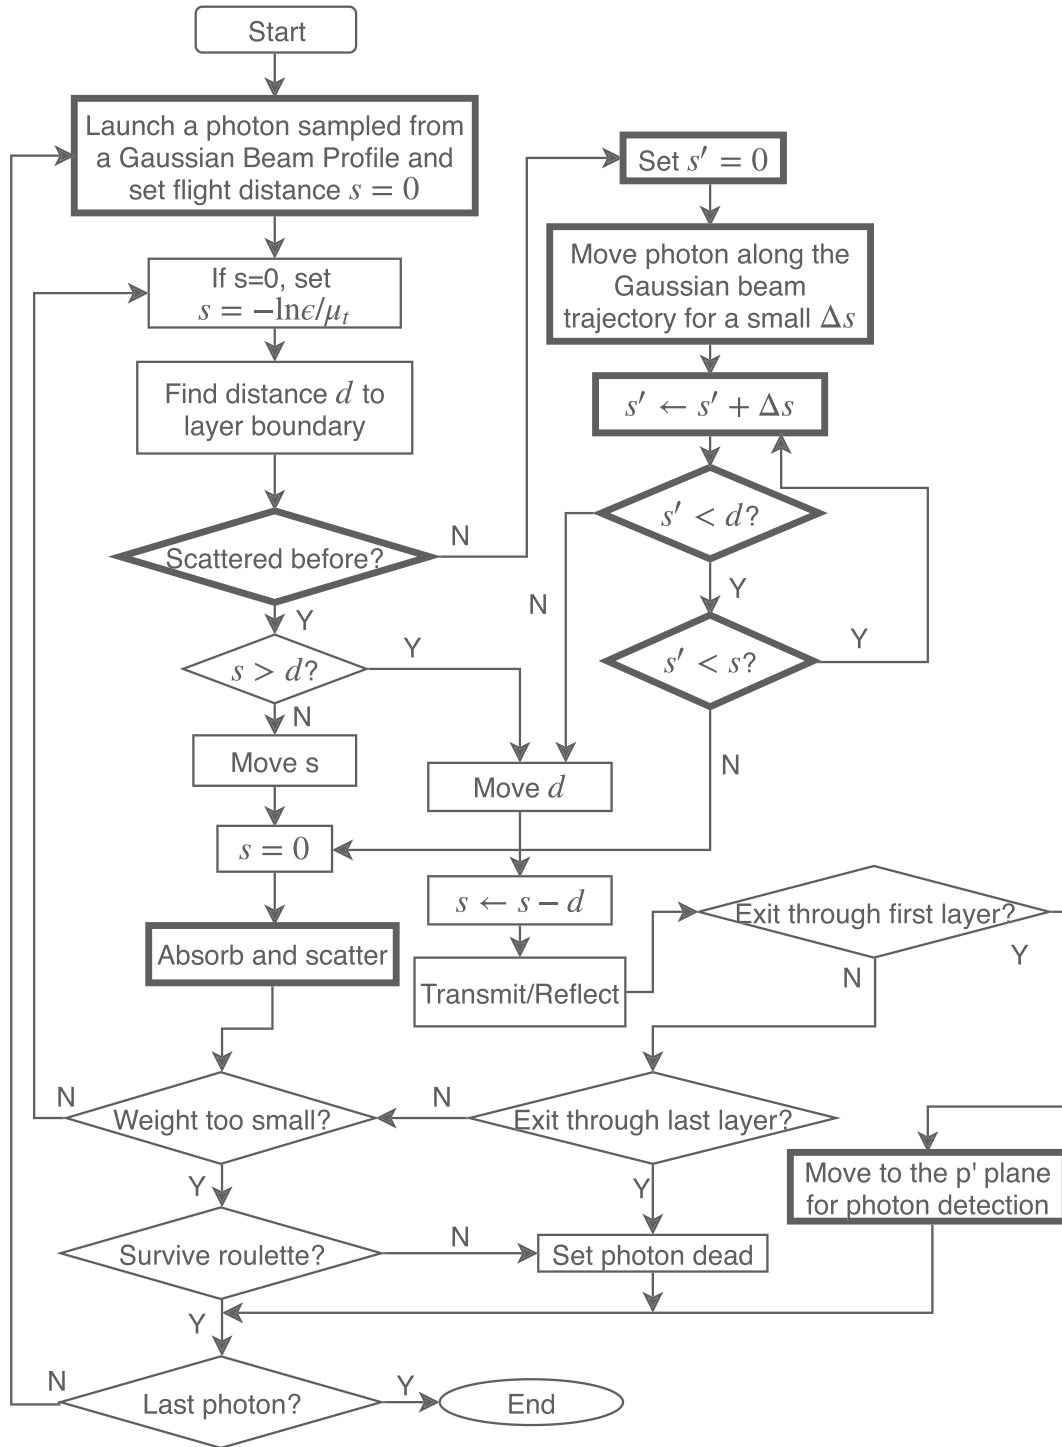 Start
Launch a photon sampled from
a Gaussian Beam Profile and
set flight distance s = 0
Set s′ = 0
Move photon along the
Gaussian beam
trajectory for a small Δs
If s=0, set
s = −lnϵ/μt
Find distance d to
layer boundary
s′ ← s′ + Δs
s′ < d?
Scattered before?
N
Y
N
Y
s > d?
Y
s′ < s?
Y
N
Move s
Move d
N
s = 0
s ← s − d
Exit through first layer?
Y
N
Absorb and scatter
Transmit/Reflect
N
Weight too small?
N
Exit through last layer?
Y
Y
Move to the p' plane
for photon detection
Survive roulette?
N
Set photon dead
Y
N
Last photon?
Y
End